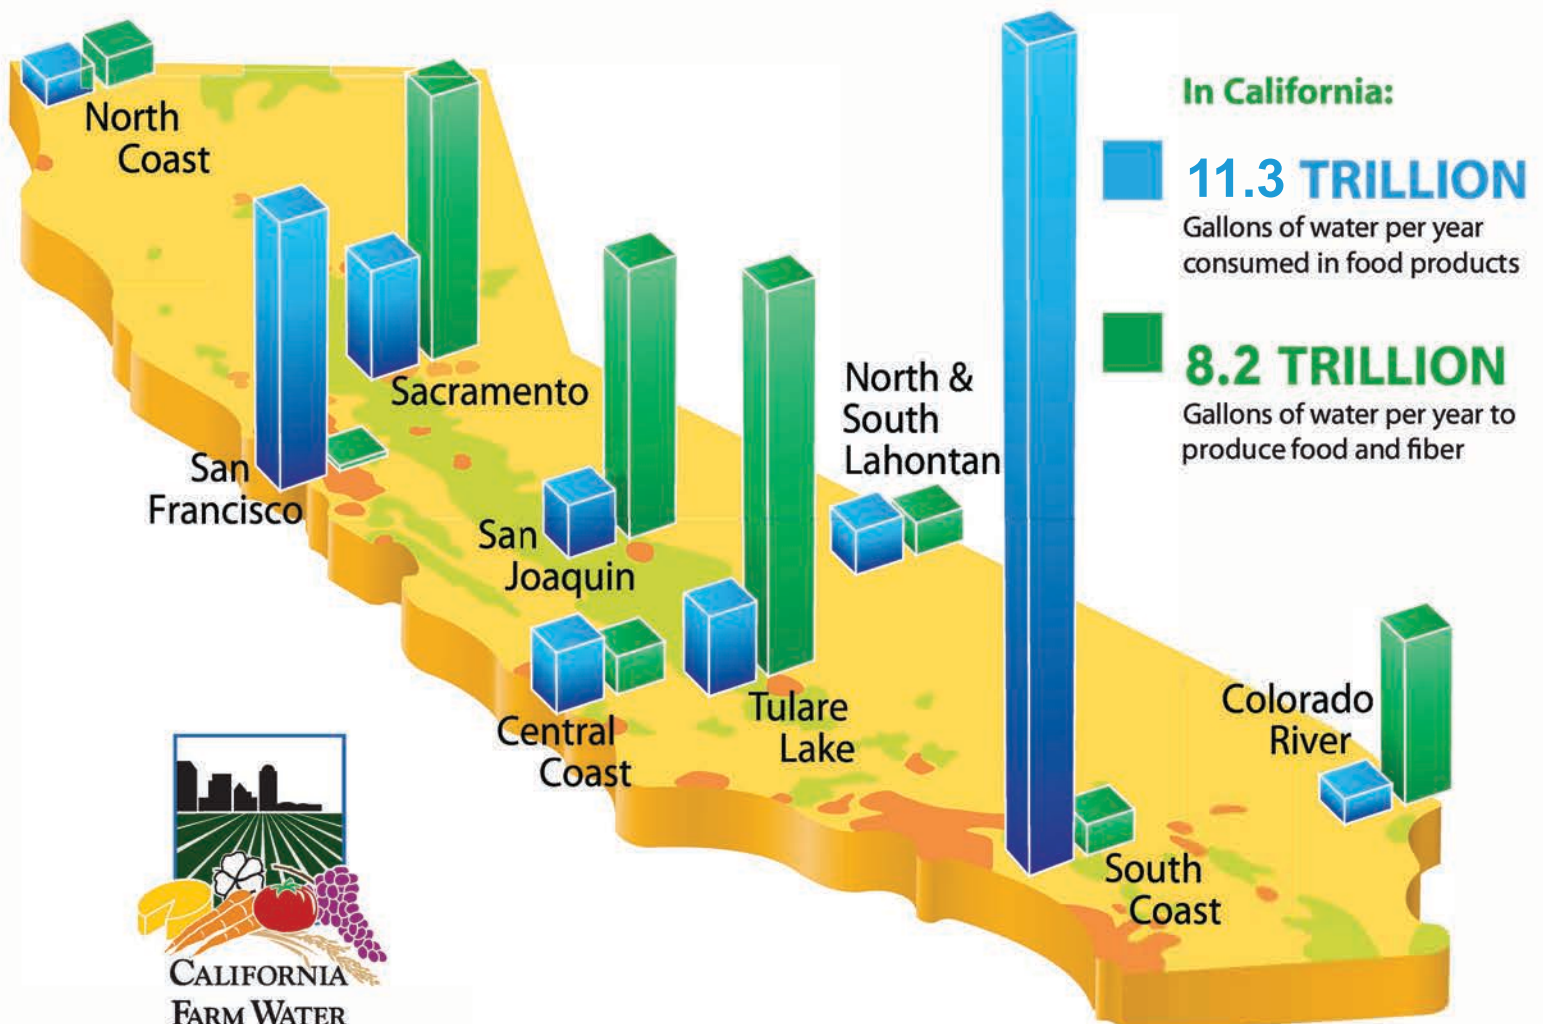 In California:
11.3 TRILLION
Gallons of water per year
consumed in food products
8.2 TRILLION
Gallons of water per year to
produce food and fiber
North
Coast
Sacramento
San
Francisco
San
Joaquin
North &
South
Lahontan
Central
Coast
Tulare
Lake
Colorado
River
South
Coast
CALIFORNIA
FARM WATER